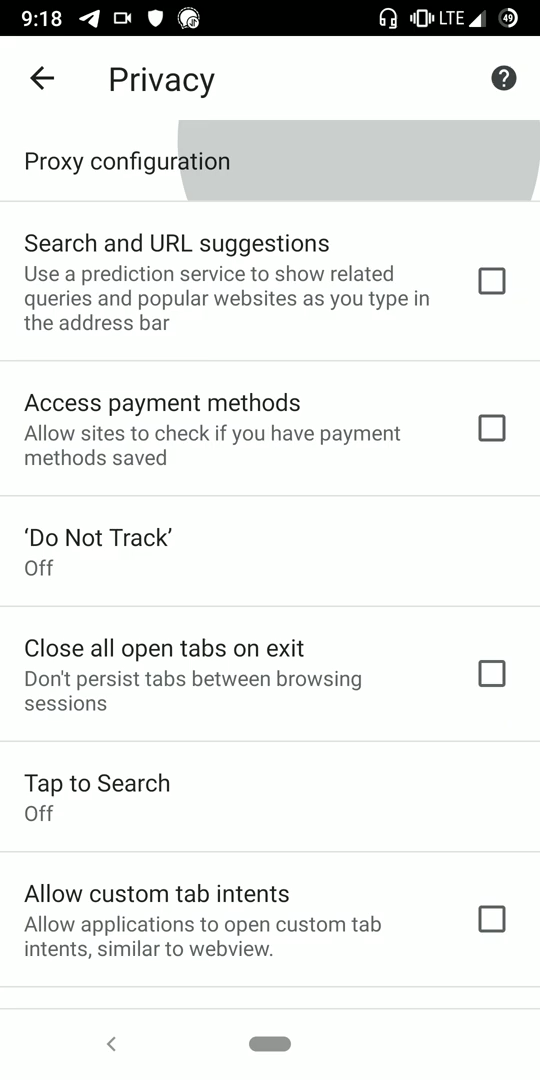 9:18 LTE 49
Privacy
Proxy configuration
Search and URL suggestions
Use a prediction service to show related
queries and popular websites as you type in
the address bar
Access payment methods
Allow sites to check if you have payment
methods saved
‘Do Not Track’
Off
Close all open tabs on exit
Don't persist tabs between browsing
sessions
Tap to Search
Off
Allow custom tab intents
Allow applications to open custom tab
intents, similar to webview.